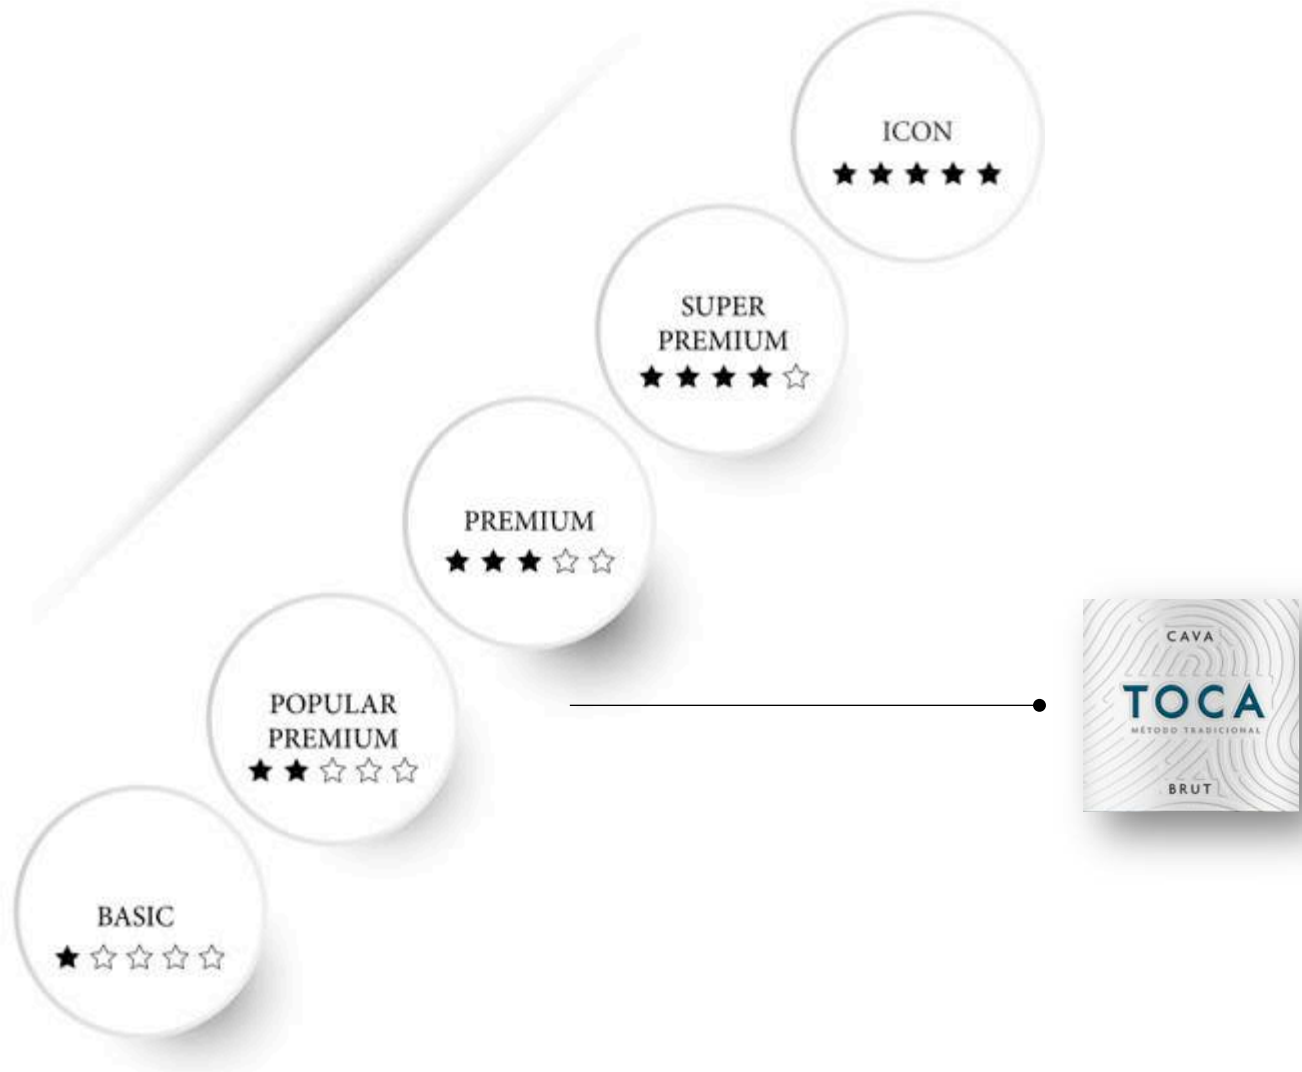 ICON
★★★★★
SUPER
PREMIUM
★★★★☆
PREMIUM
★★★☆☆
POPULAR
PREMIUM
★★☆☆☆
CAVA
TOCA
MÉTODO TRADICIONAL
BRUT
BASIC
★☆☆☆☆